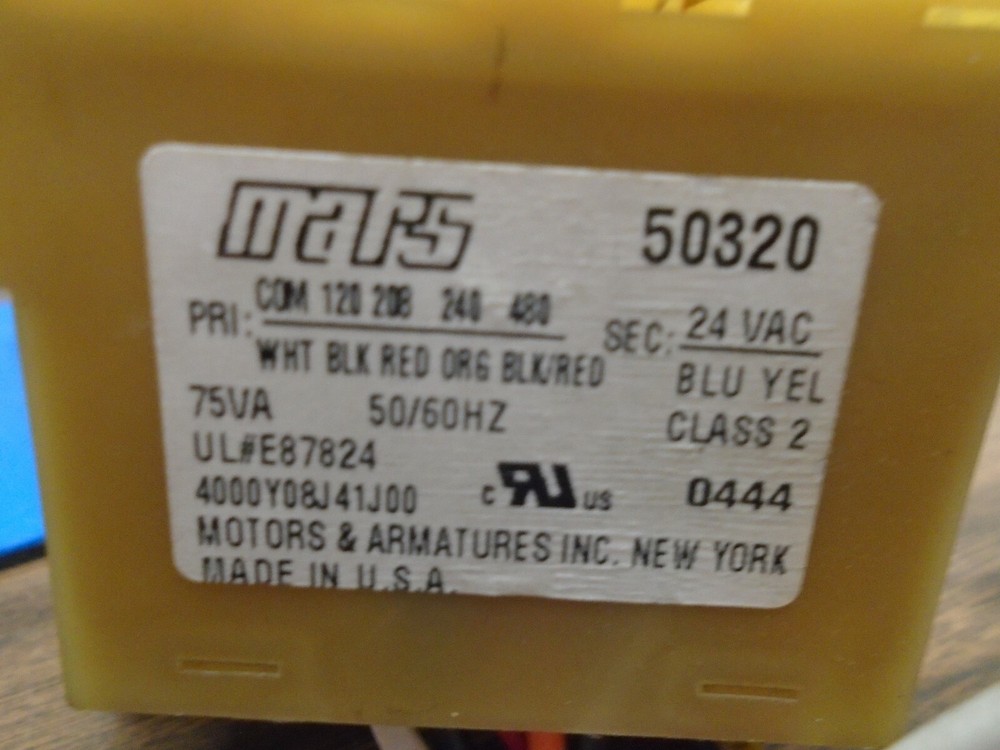 mars 50320
PRI: COM 120 208 240 480 SEC: 24 VAC
WHT BLK RED ORG BLK/RED BLU YEL
75VA 50/60HZ CLASS 2
UL#E87824
4000Y08J41J00 c RU US 0444
MOTORS & ARMATURES INC. NEW YORK
MADE IN U.S.A.